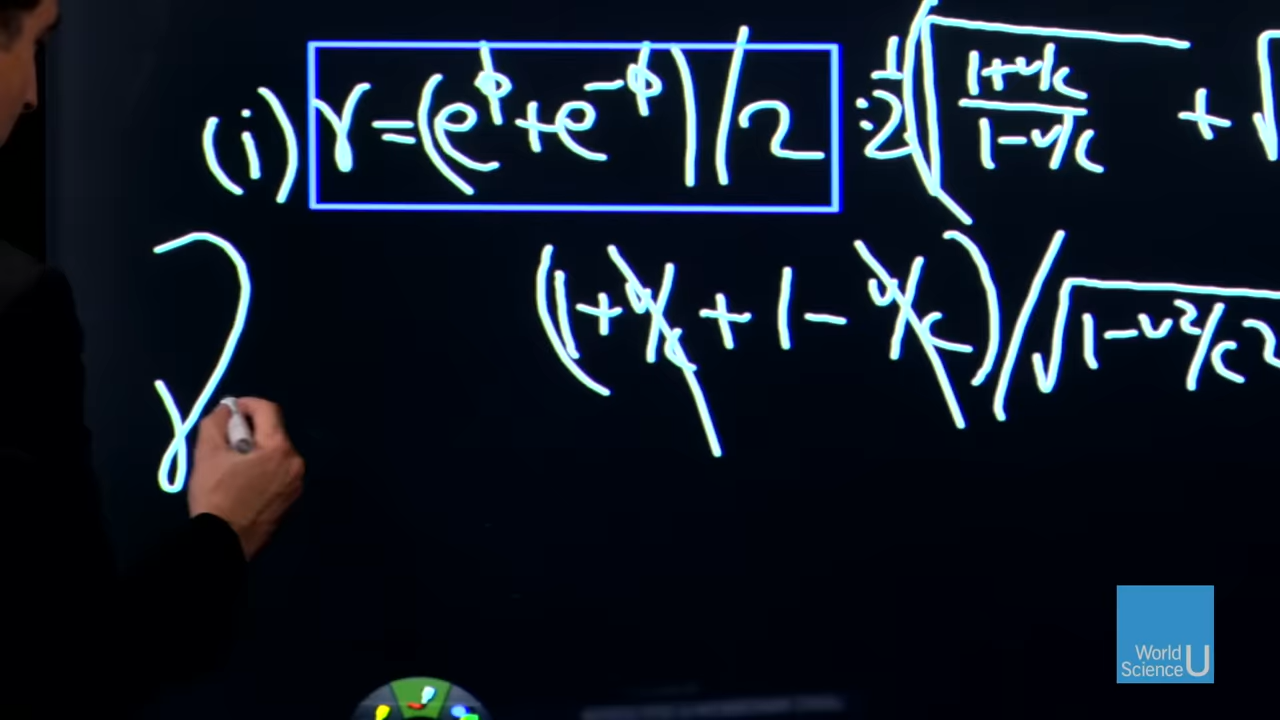 (i) γ = (e^φ + e^-φ) / 2 = 1/2 (√(1+v/c / 1-v/c) + √
γ (1 + v/c + 1 - v/c) / √(1 - v²/c²
World
Science U